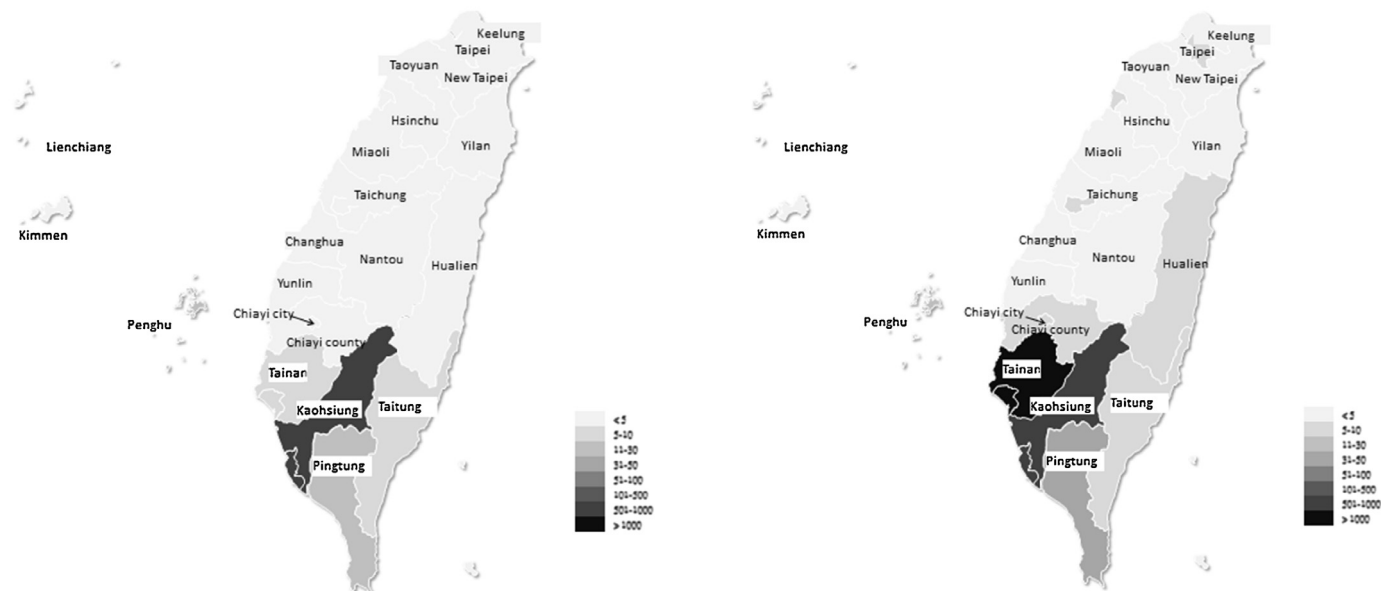 Keelung
Taipei
Taoyuan
New Taipei
Hsinchu
Lienchiang
Yilan
Miaoli
Taichung
Kimmen
Changhua
Nantou
Hualien
Yunlin
Chiayi city
Penghu
Chiayi county
Tainan
Kaohsiung
Taitung
Pingtung
<5
5-10
11-30
31-50
51-100
101-500
501-1000
>1000
Keelung
Taipei
Taoyuan
New Taipei
Hsinchu
Lienchiang
Yilan
Miaoli
Taichung
Kimmen
Changhua
Nantou
Hualien
Yunlin
Chiayi city
Penghu
Chiayi county
Tainan
Kaohsiung
Taitung
Pingtung
<5
5-10
11-30
31-50
51-100
101-500
501-1000
>1000